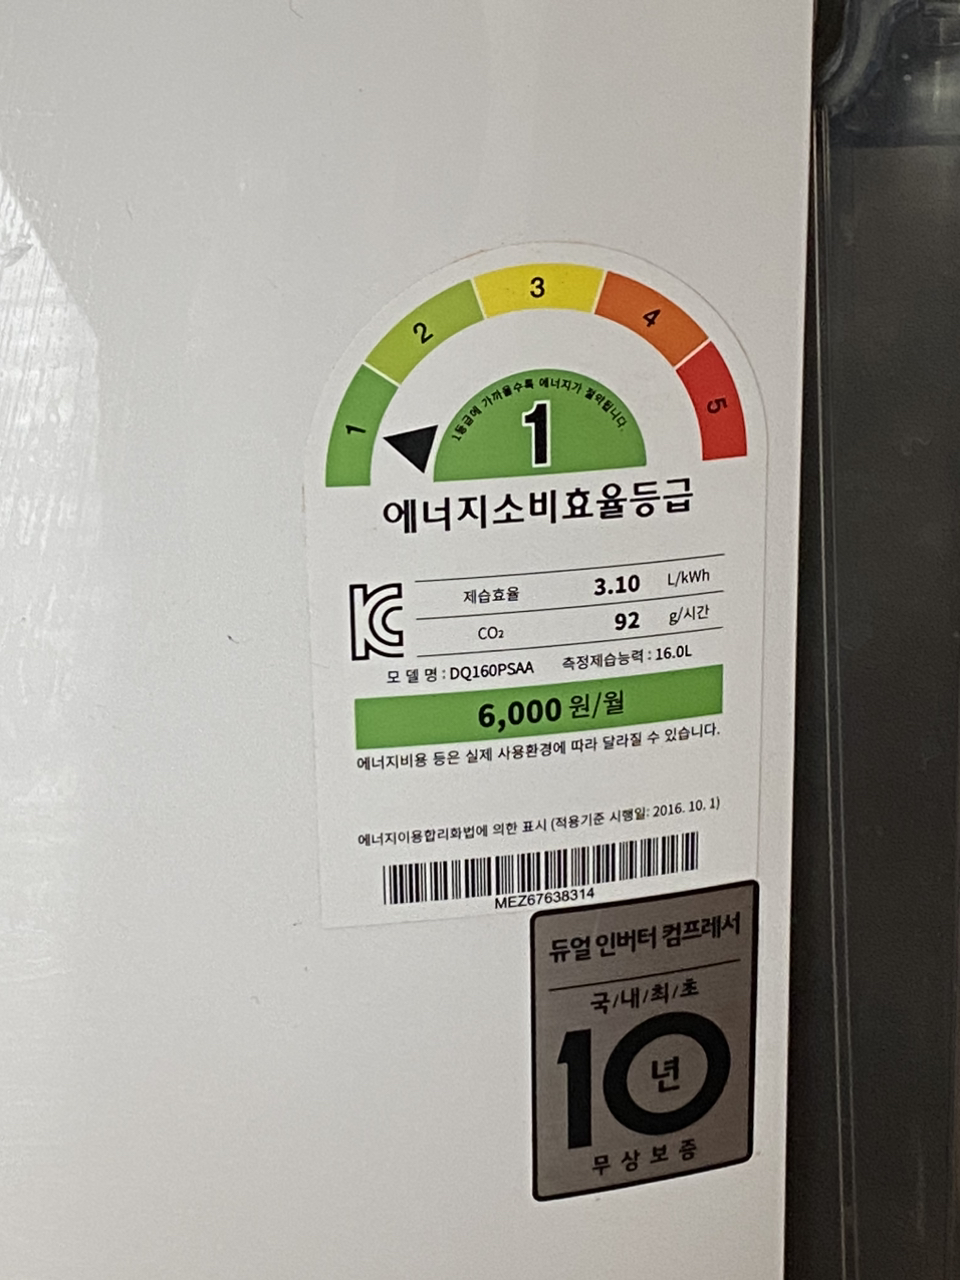 1
2
3
4
5
1등급에 가까울수록 에너지가 절약됩니다.
1
에너지소비효율등급
제습효율 3.10 L/kWh
CO₂ 92 g/시간
모 델 명 : DQ160PSAA 측정제습능력 : 16.0L
6,000 원/월
에너지비용 등은 실제 사용환경에 따라 달라질 수 있습니다.
에너지이용합리화법에 의한 표시 (적용기준 시행일: 2016. 10. 1)
MEZ67638314
듀얼 인버터 컴프레서
국/내/최/초
10년
무상보증